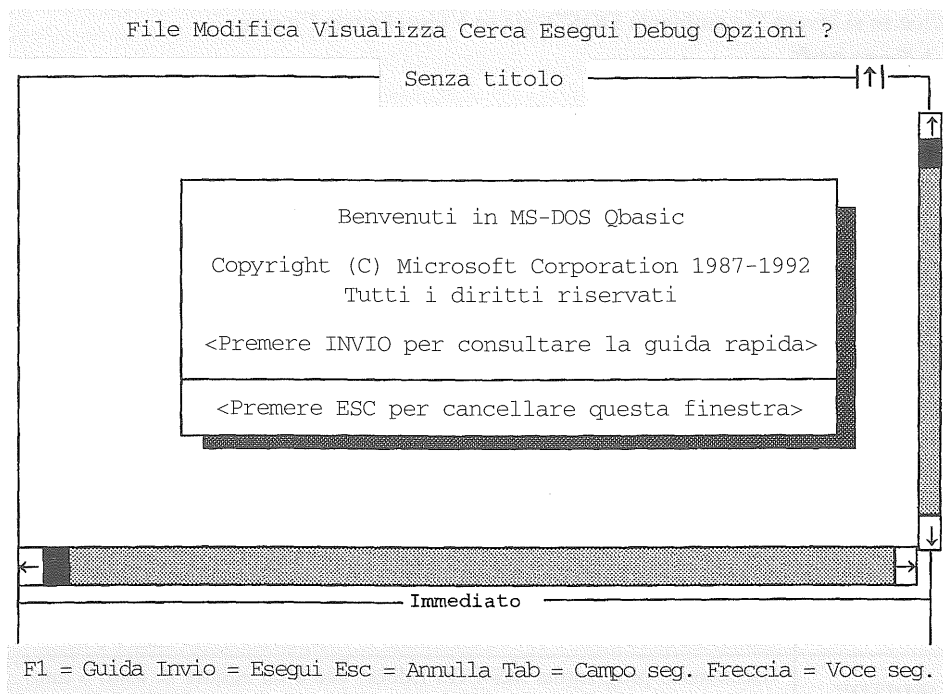 File Modifica Visualizza Cerca Esegui Debug Opzioni ?
Senza titolo
Benvenuti in MS-DOS Qbasic
Copyright (C) Microsoft Corporation 1987-1992
Tutti i diritti riservati
<Premere INVIO per consultare la guida rapida>
<Premere ESC per cancellare questa finestra>
Immediato
F1 = Guida Invio = Esegui Esc = Annulla Tab = Campo seg. Freccia = Voce seg.